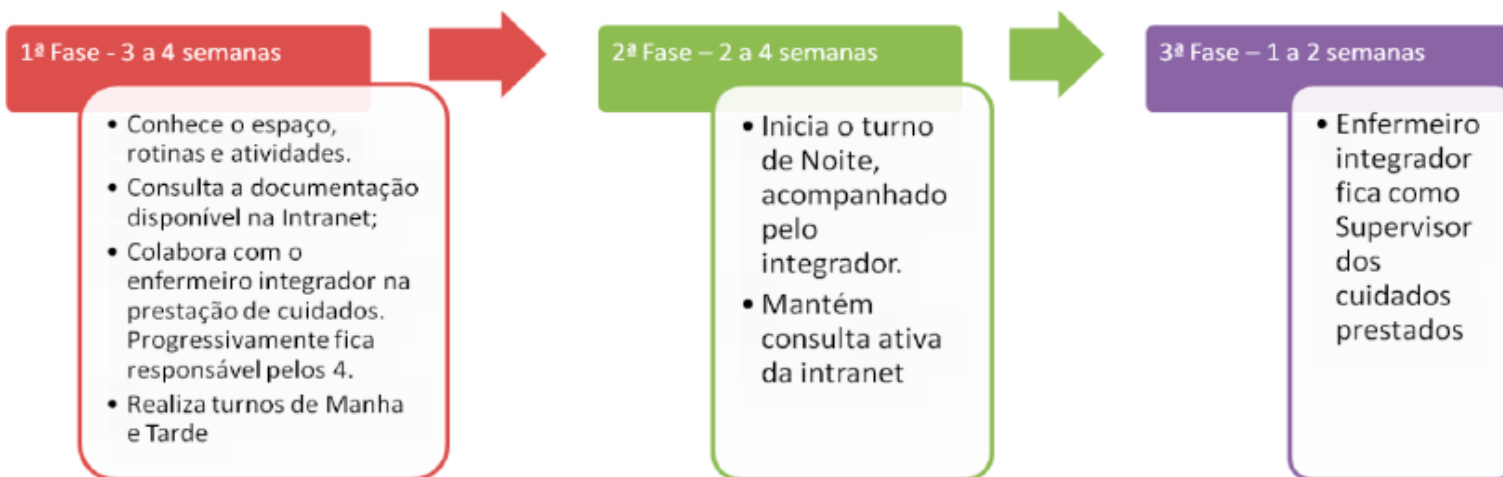 1ª Fase - 3 a 4 semanas
• Conhece o espaço,
rotinas e atividades.
• Consulta a documentação
disponível na Intranet;
• Colabora com o
enfermeiro integrador na
prestação de cuidados.
Progressivamente fica
responsável pelos 4.
• Realiza turnos de Manha
e Tarde
2ª Fase – 2 a 4 semanas
• Inicia o turno
de Noite,
acompanhado
pelo
integrador.
• Mantém
consulta ativa
da intranet
3ª Fase – 1 a 2 semanas
• Enfermeiro
integrador
fica como
Supervisor
dos
cuidados
prestados